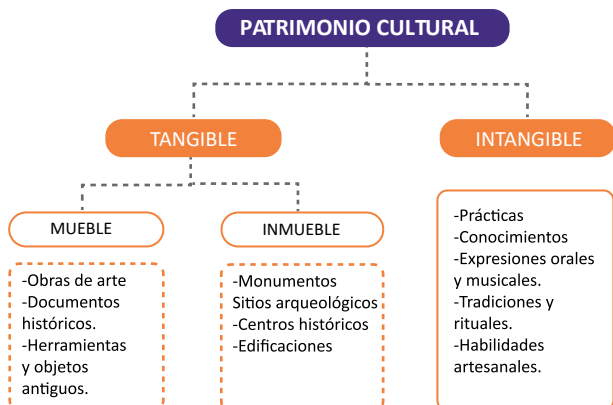 PATRIMONIO CULTURAL
TANGIBLE
INTANGIBLE
MUEBLE
INMUEBLE
-Obras de arte
-Documentos
históricos.
-Herramientas
y objetos
antiguos.
-Monumentos
Sitios arqueológicos
-Centros históricos
-Edificaciones
-Prácticas
-Conocimientos
-Expresiones orales
y musicales.
-Tradiciones y
rituales.
-Habilidades
artesanales.